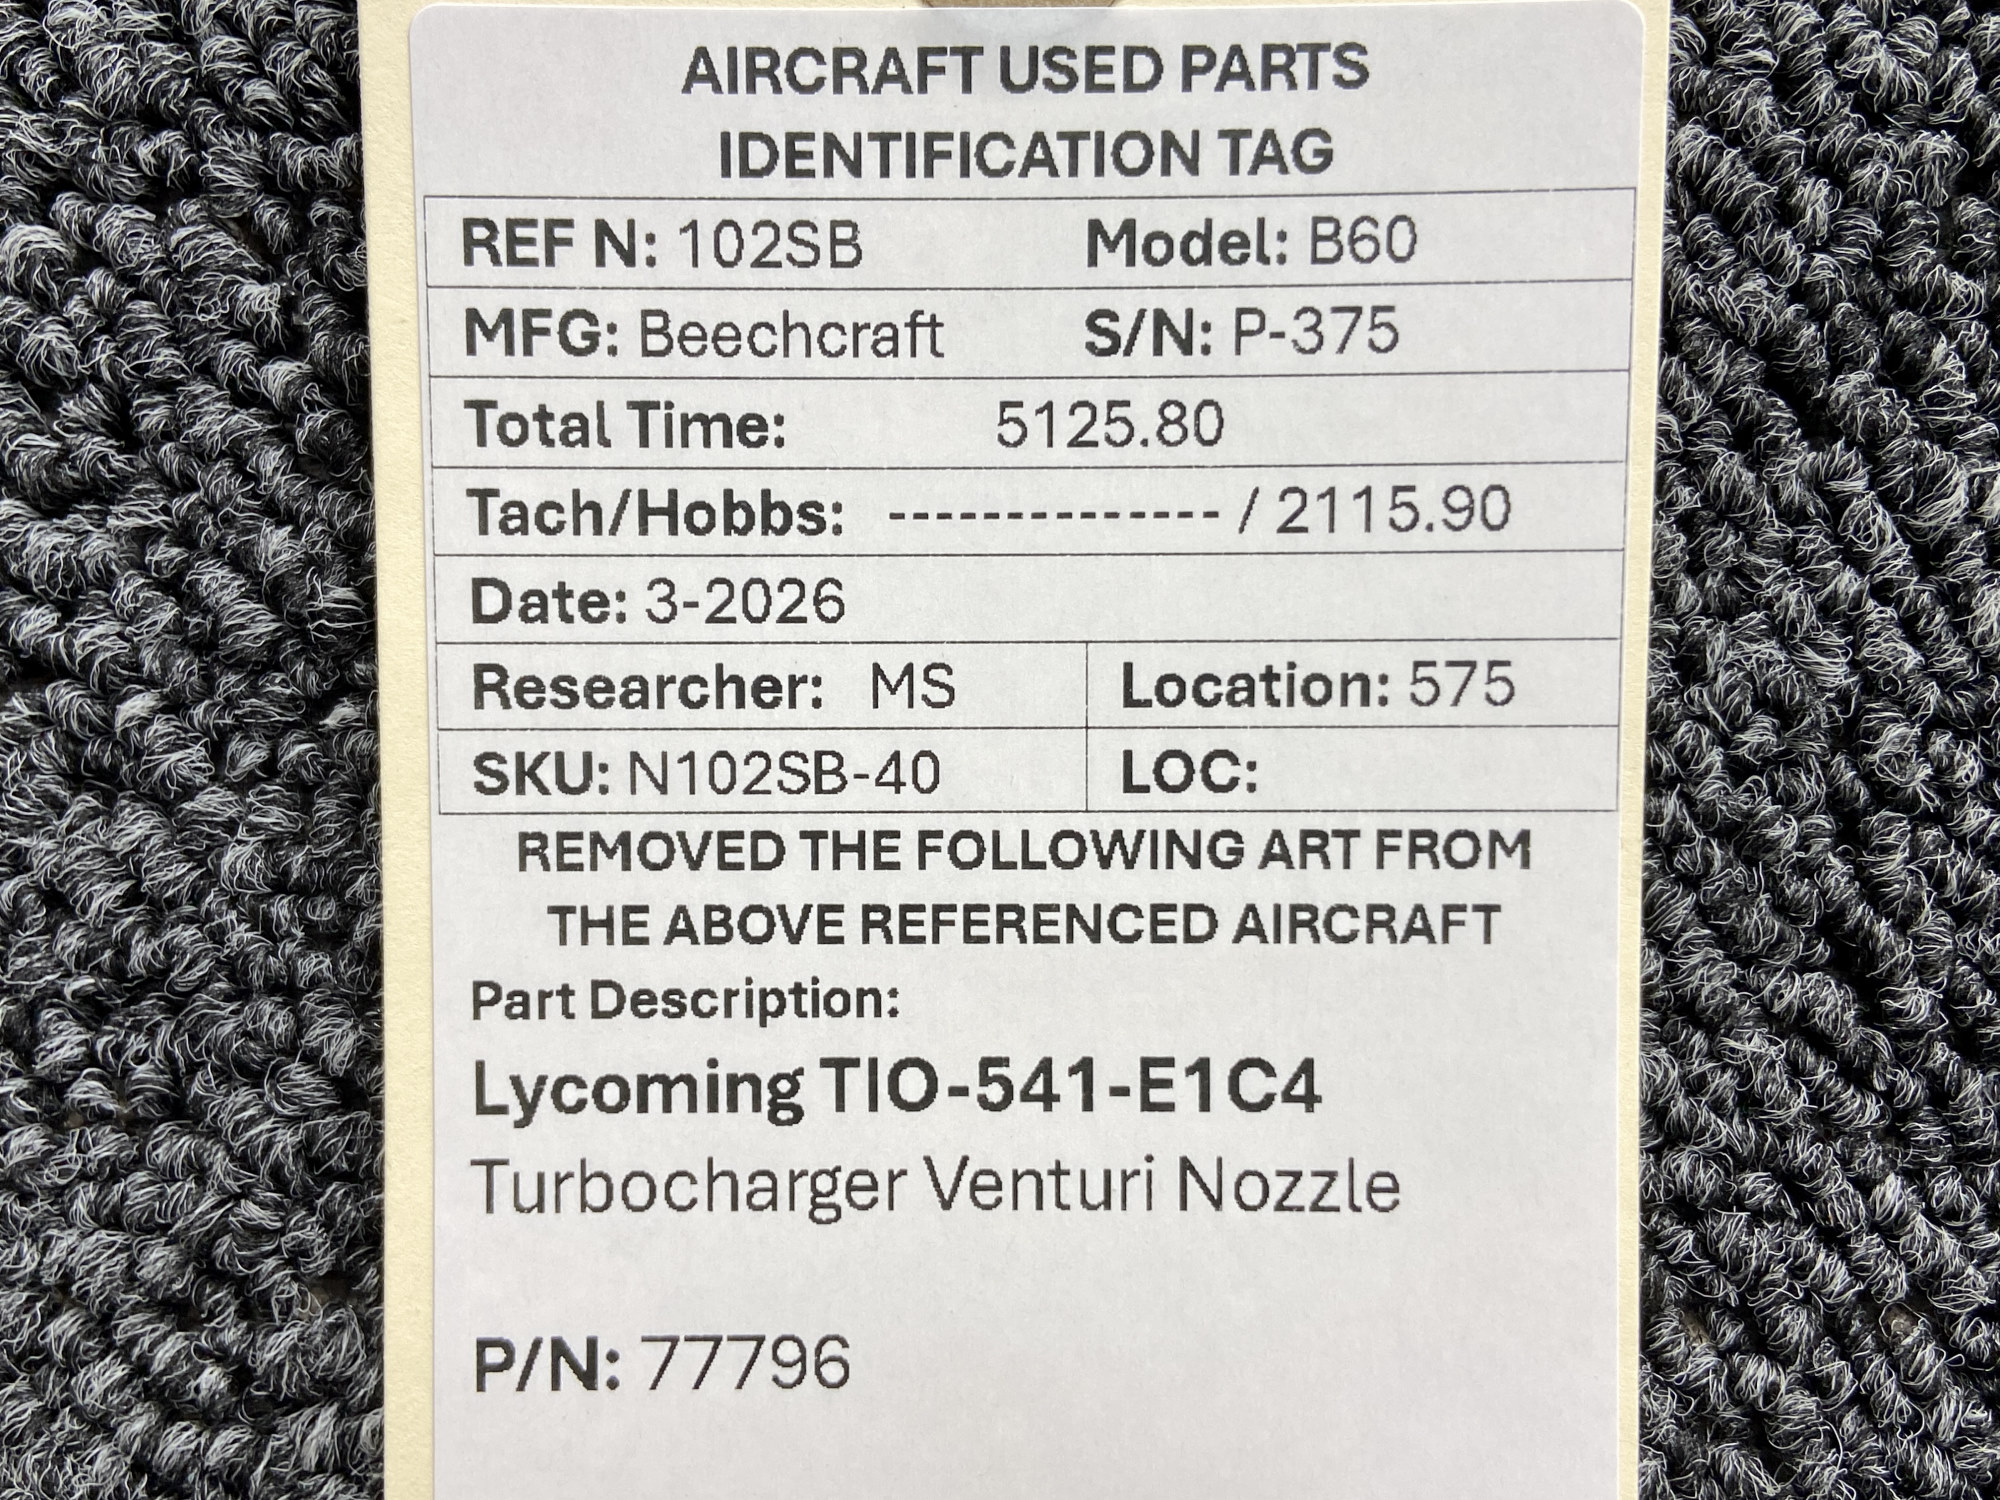 AIRCRAFT USED PARTS
IDENTIFICATION TAG
REF N: 102SB Model: B60
MFG: Beechcraft S/N: P-375
Total Time: 5125.80
Tach/Hobbs: -------------- / 2115.90
Date: 3-2026
Researcher: MS Location: 575
SKU: N102SB-40 LOC:
REMOVED THE FOLLOWING ART FROM
THE ABOVE REFERENCED AIRCRAFT
Part Description:
Lycoming TIO-541-E1C4
Turbocharger Venturi Nozzle
P/N: 77796